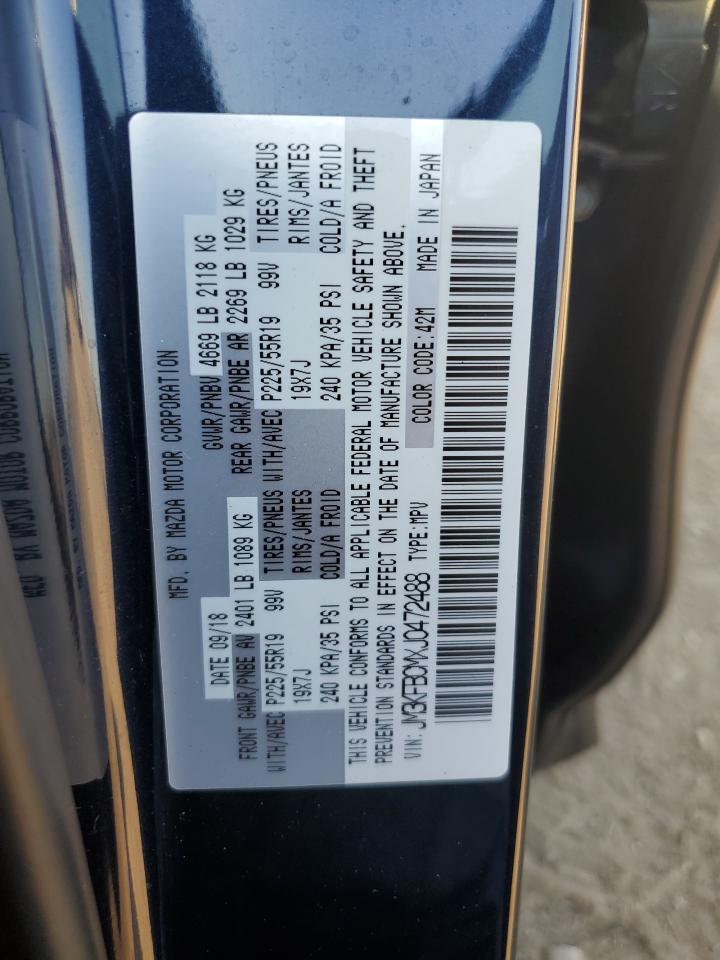 MFD. BY MAZDA MOTOR CORPORATION
DATE 09/18 GVWR/PNBV 4669 LB 2118 KG
FRONT GAWR/PNBE AV 2401 LB 1089 KG REAR GAWR/PNBE AR 2269 LB 1029 KG
WITH/AVEC P225/55R19 99V TIRES/PNEUS WITH/AVEC P225/55R19 99V TIRES/PNEUS
19X7J RIMS/JANTES 19X7J RIMS/JANTES
240 KPA/35 PSI COLD/A FROID 240 KPA/35 PSI COLD/A FROID
THIS VEHICLE CONFORMS TO ALL APPLICABLE FEDERAL MOTOR VEHICLE SAFETY AND THEFT
PREVENTION STANDARDS IN EFFECT ON THE DATE OF MANUFACTURE SHOWN ABOVE.
VIN: JM3KFBCMXJ0472488 TYPE:MPV COLOR CODE:42M MADE IN JAPAN